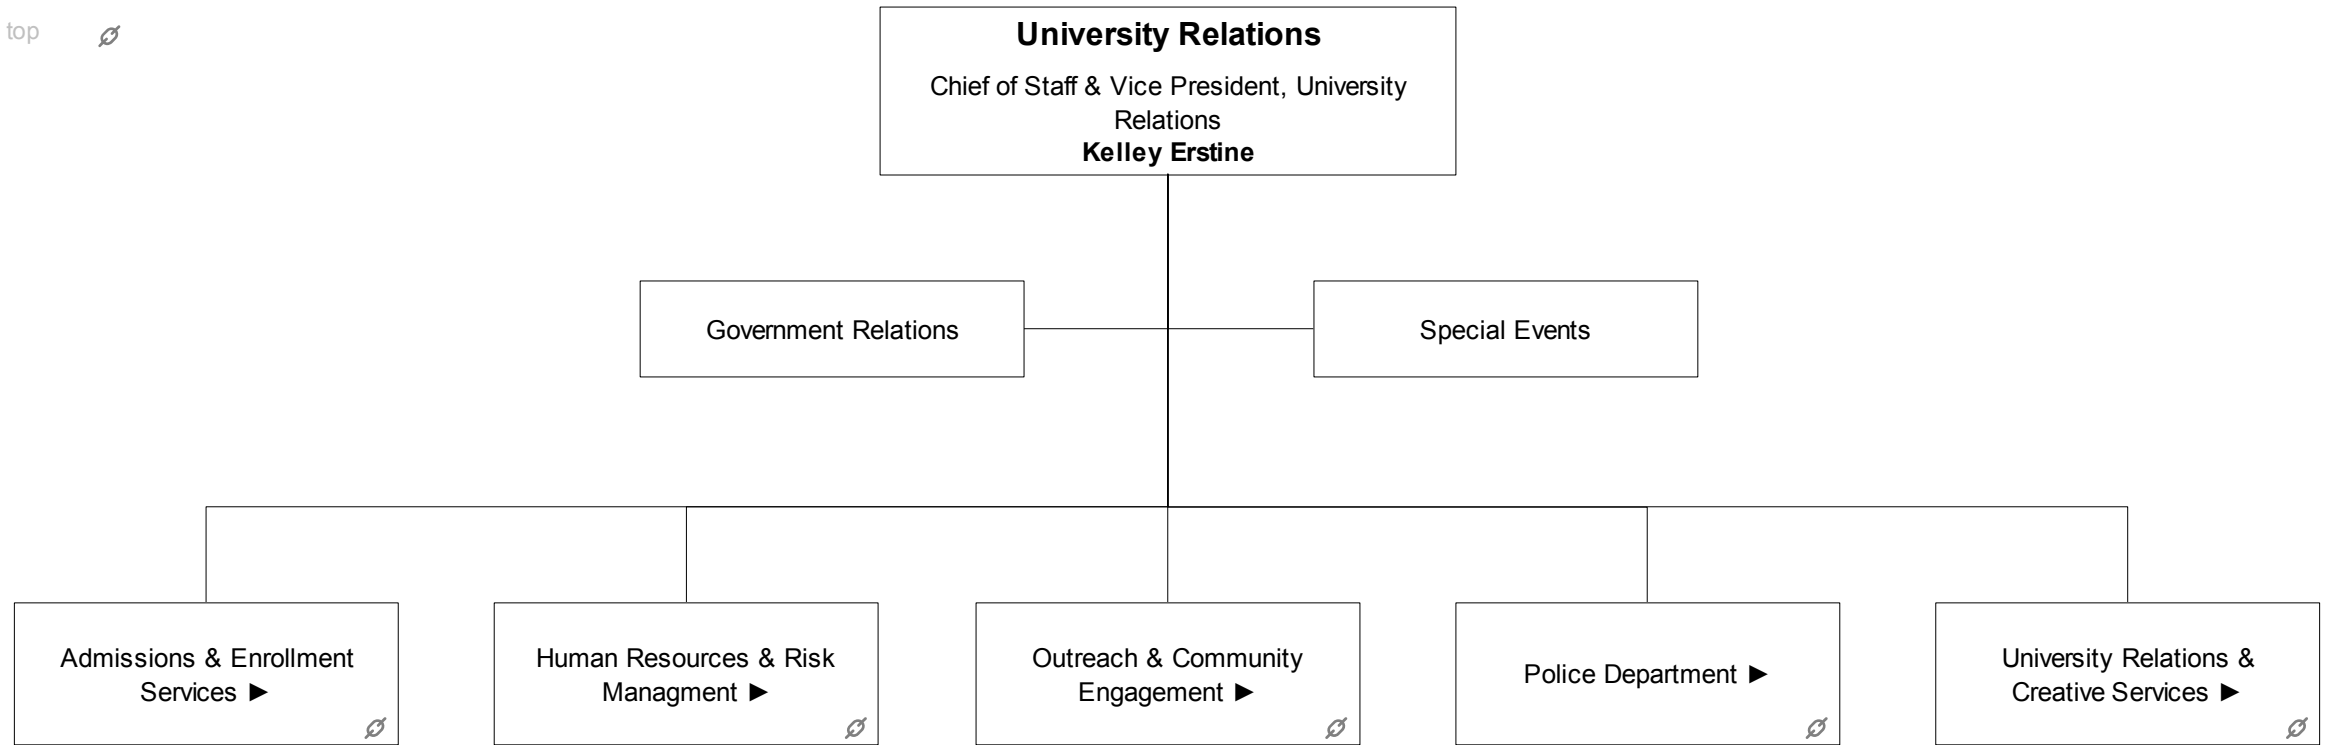 top
University Relations
Chief of Staff & Vice President, University
Relations
Kelley Erstine
Government Relations
Special Events
Admissions & Enrollment
Services ►
Human Resources & Risk
Managment ►
Outreach & Community
Engagement ►
Police Department ►
University Relations &
Creative Services ►